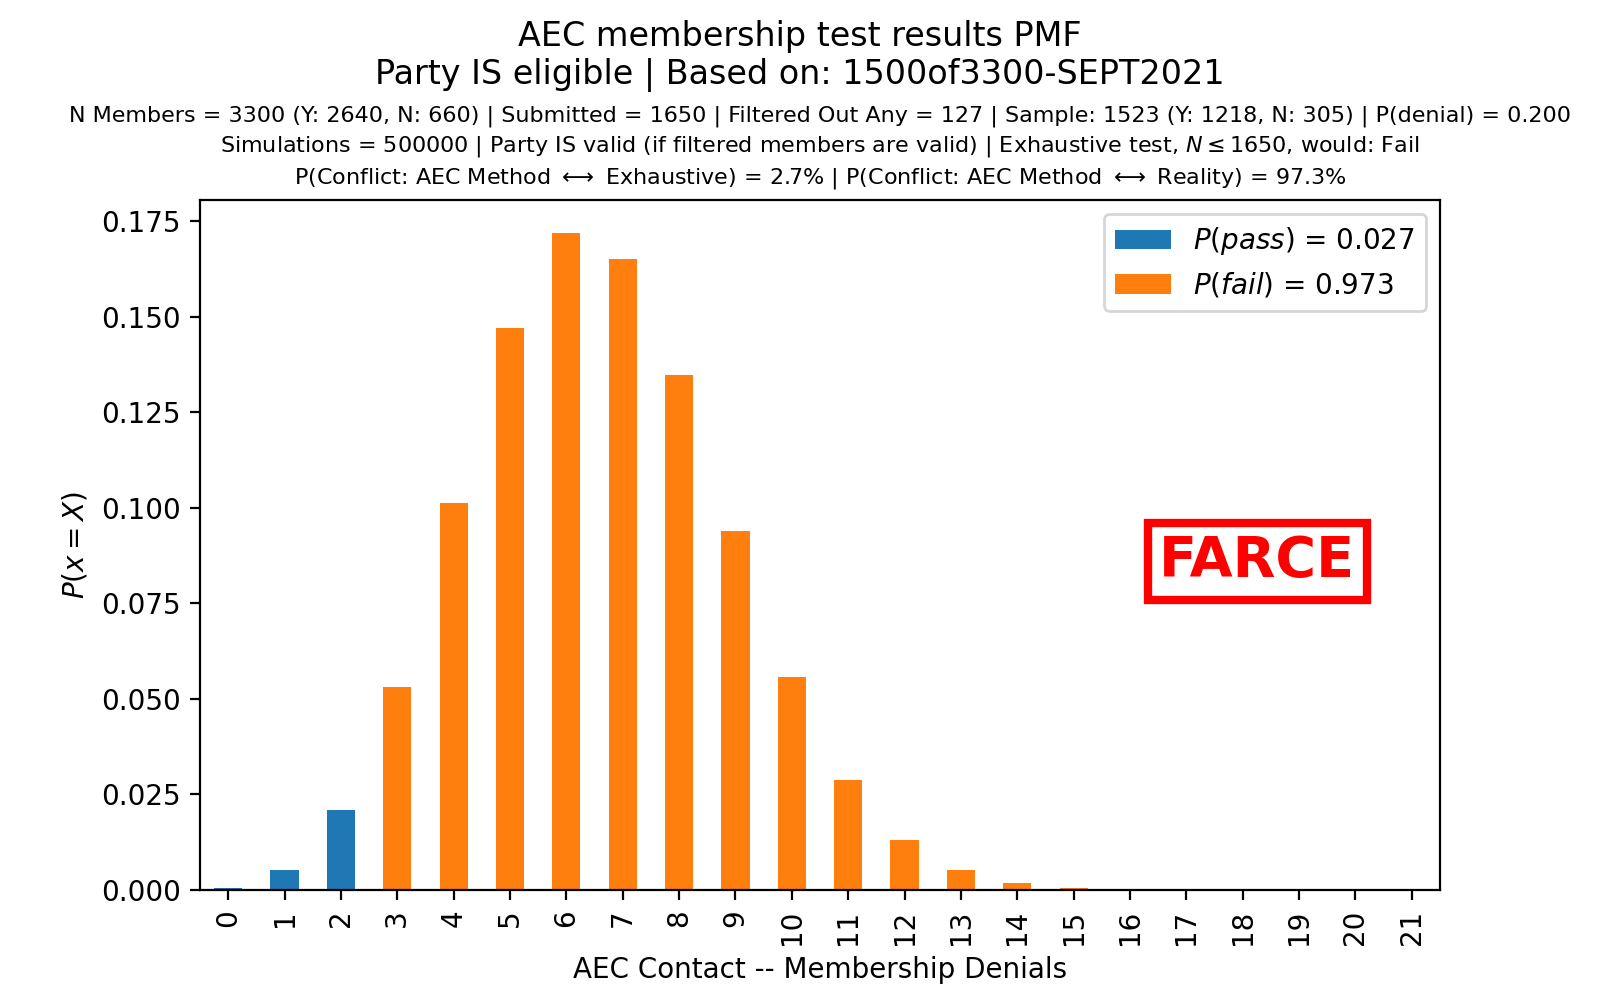 AEC membership test results PMF
Party IS eligible | Based on: 1500of3300-SEPT2021
N Members = 3300 (Y: 2640, N: 660) | Submitted = 1650 | Filtered Out Any = 127 | Sample: 1523 (Y: 1218, N: 305) | P(denial) = 0.200
Simulations = 500000 | Party IS valid (if filtered members are valid) | Exhaustive test, N ≤ 1650, would: Fail
P(Conflict: AEC Method ⟷ Exhaustive) = 2.7% | P(Conflict: AEC Method ⟷ Reality) = 97.3%
P(pass) = 0.027
P(fail) = 0.973
FARCE
P(x = X)
0.175
0.150
0.125
0.100
0.075
0.050
0.025
0.000
0 1 2 3 4 5 6 7 8 9 10 11 12 13 14 15 16 17 18 19 20 21
AEC Contact -- Membership Denials